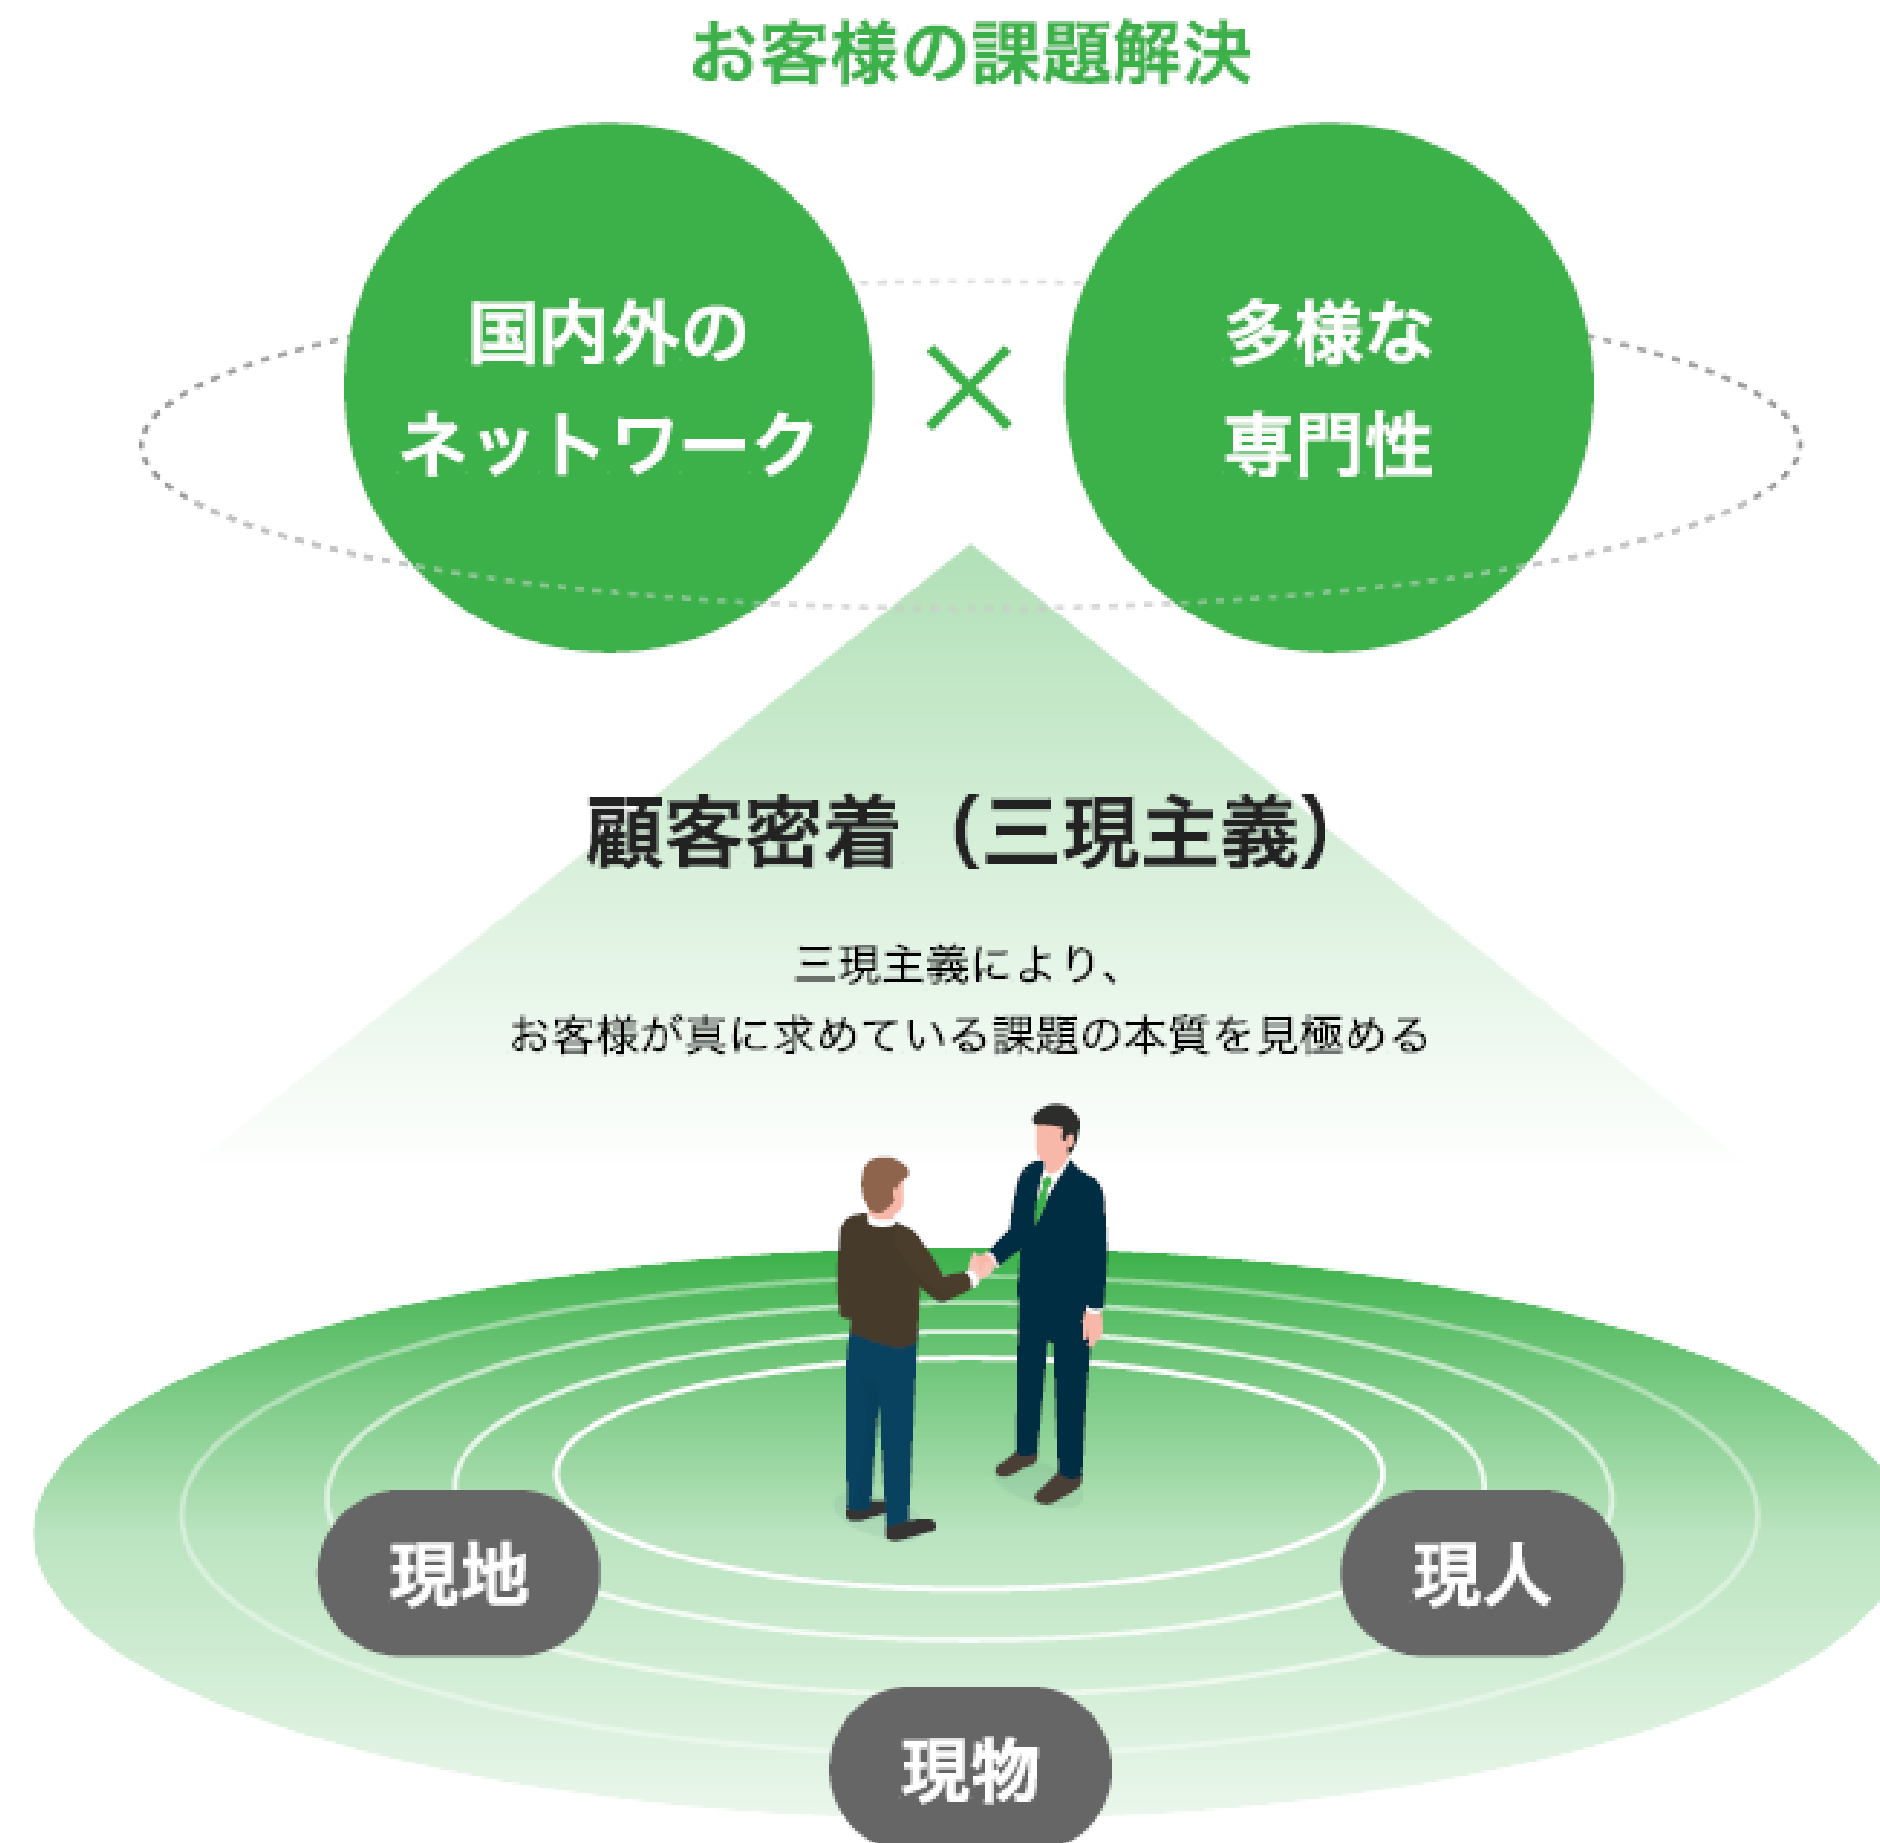 お客様の課題解決
国内外の
ネットワーク
×
多様な
専門性
顧客密着（三現主義）
三現主義により、
お客様が真に求めている課題の本質を見極める
現地
現人
現物